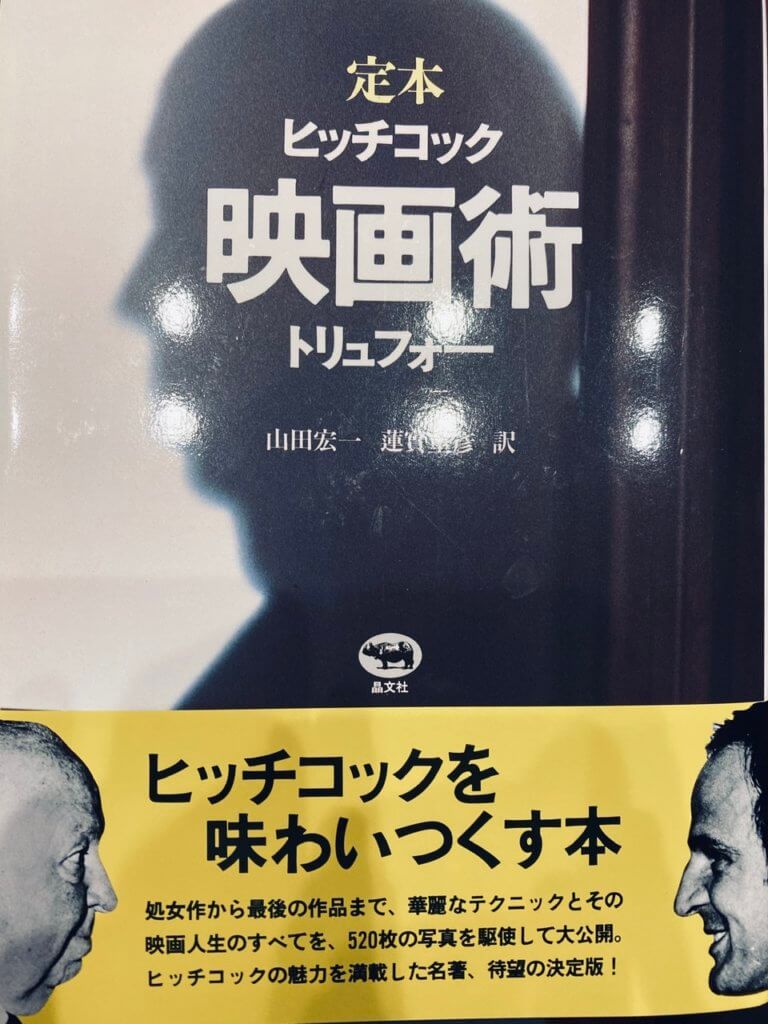 定本
ヒッチコック
映画術
トリュフォー
山田宏一 蓮實 彦 訳
晶文社
ヒッチコックを
味わいつくす本
処女作から最後の作品まで、華麗なテクニックとその
映画人生のすべてを、520枚の写真を駆使して大公開。
ヒッチコックの魅力を満載した名著、待望の決定版!